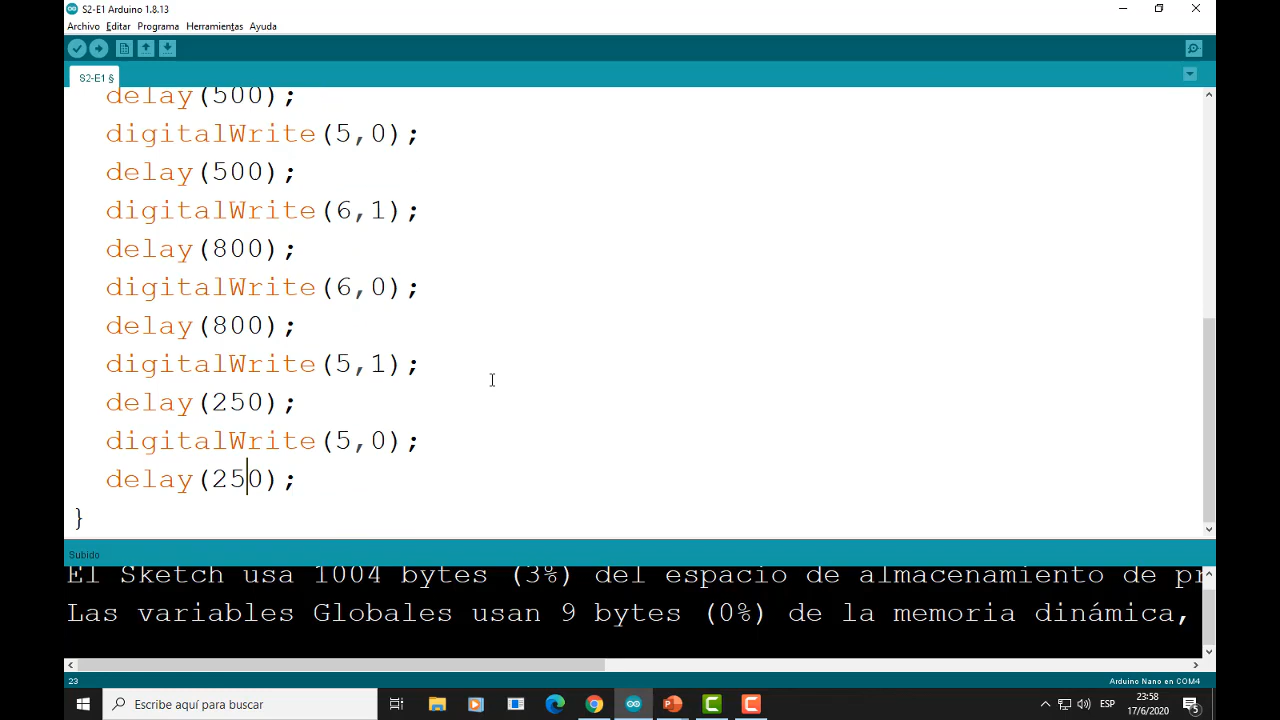 S2-E1 Arduino 1.8.13
Archivo Editar Programa Herramientas Ayuda
S2-E1 §
delay(500);
digitalWrite(5,0);
delay(500);
digitalWrite(6,1);
delay(800);
digitalWrite(6,0);
delay(800);
digitalWrite(5,1);
delay(250);
digitalWrite(5,0);
delay(250);
}
Subido
El Sketch usa 1004 bytes (3%) del espacio de almacenamiento de pr
Las variables Globales usan 9 bytes (0%) de la memoria dinámica,
23
Arduino Nano en COM4
Escribe aquí para buscar
ESP
23:58
17/6/2020
5